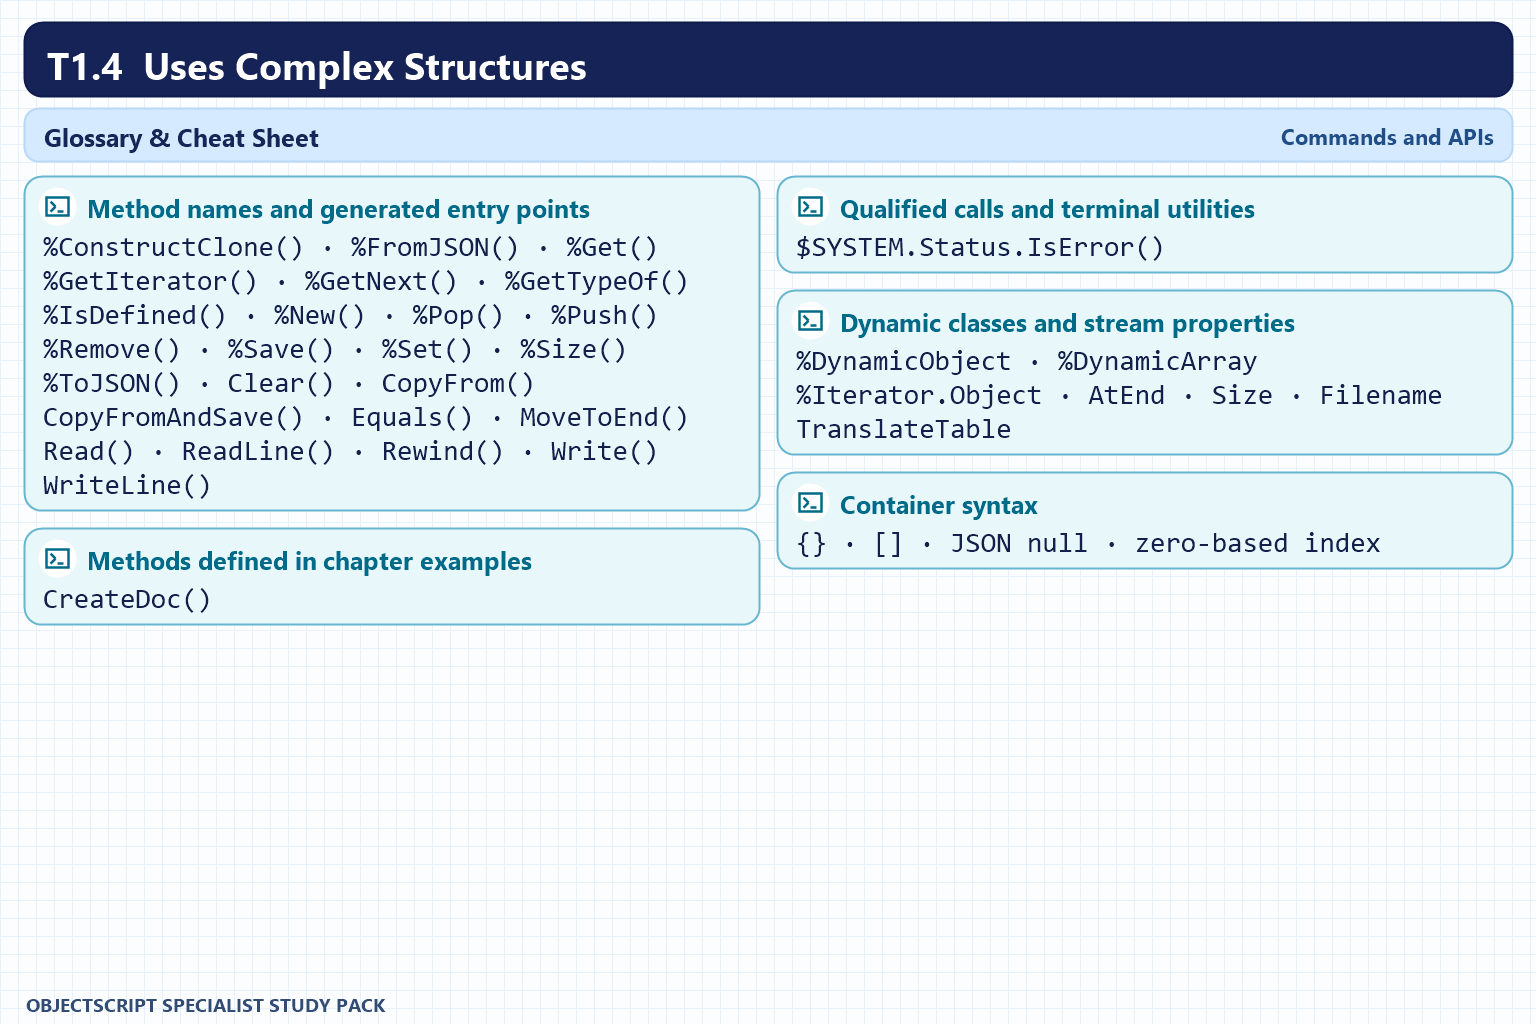 T1.4  Uses Complex Structures
Glossary & Cheat Sheet
Commands and APIs
Method names and generated entry points
%ConstructClone() · %FromJSON() · %Get()
%GetIterator() · %GetNext() · %GetTypeOf()
%IsDefined() · %New() · %Pop() · %Push()
%Remove() · %Save() · %Set() · %Size()
%ToJSON() · Clear() · CopyFrom()
CopyFromAndSave() · Equals() · MoveToEnd()
Read() · ReadLine() · Rewind() · Write()
WriteLine()
Methods defined in chapter examples
CreateDoc()
Qualified calls and terminal utilities
$SYSTEM.Status.IsError()
Dynamic classes and stream properties
%DynamicObject · %DynamicArray
%Iterator.Object · AtEnd · Size · Filename
TranslateTable
Container syntax
{} · [] · JSON null · zero-based index
OBJECTSCRIPT SPECIALIST STUDY PACK